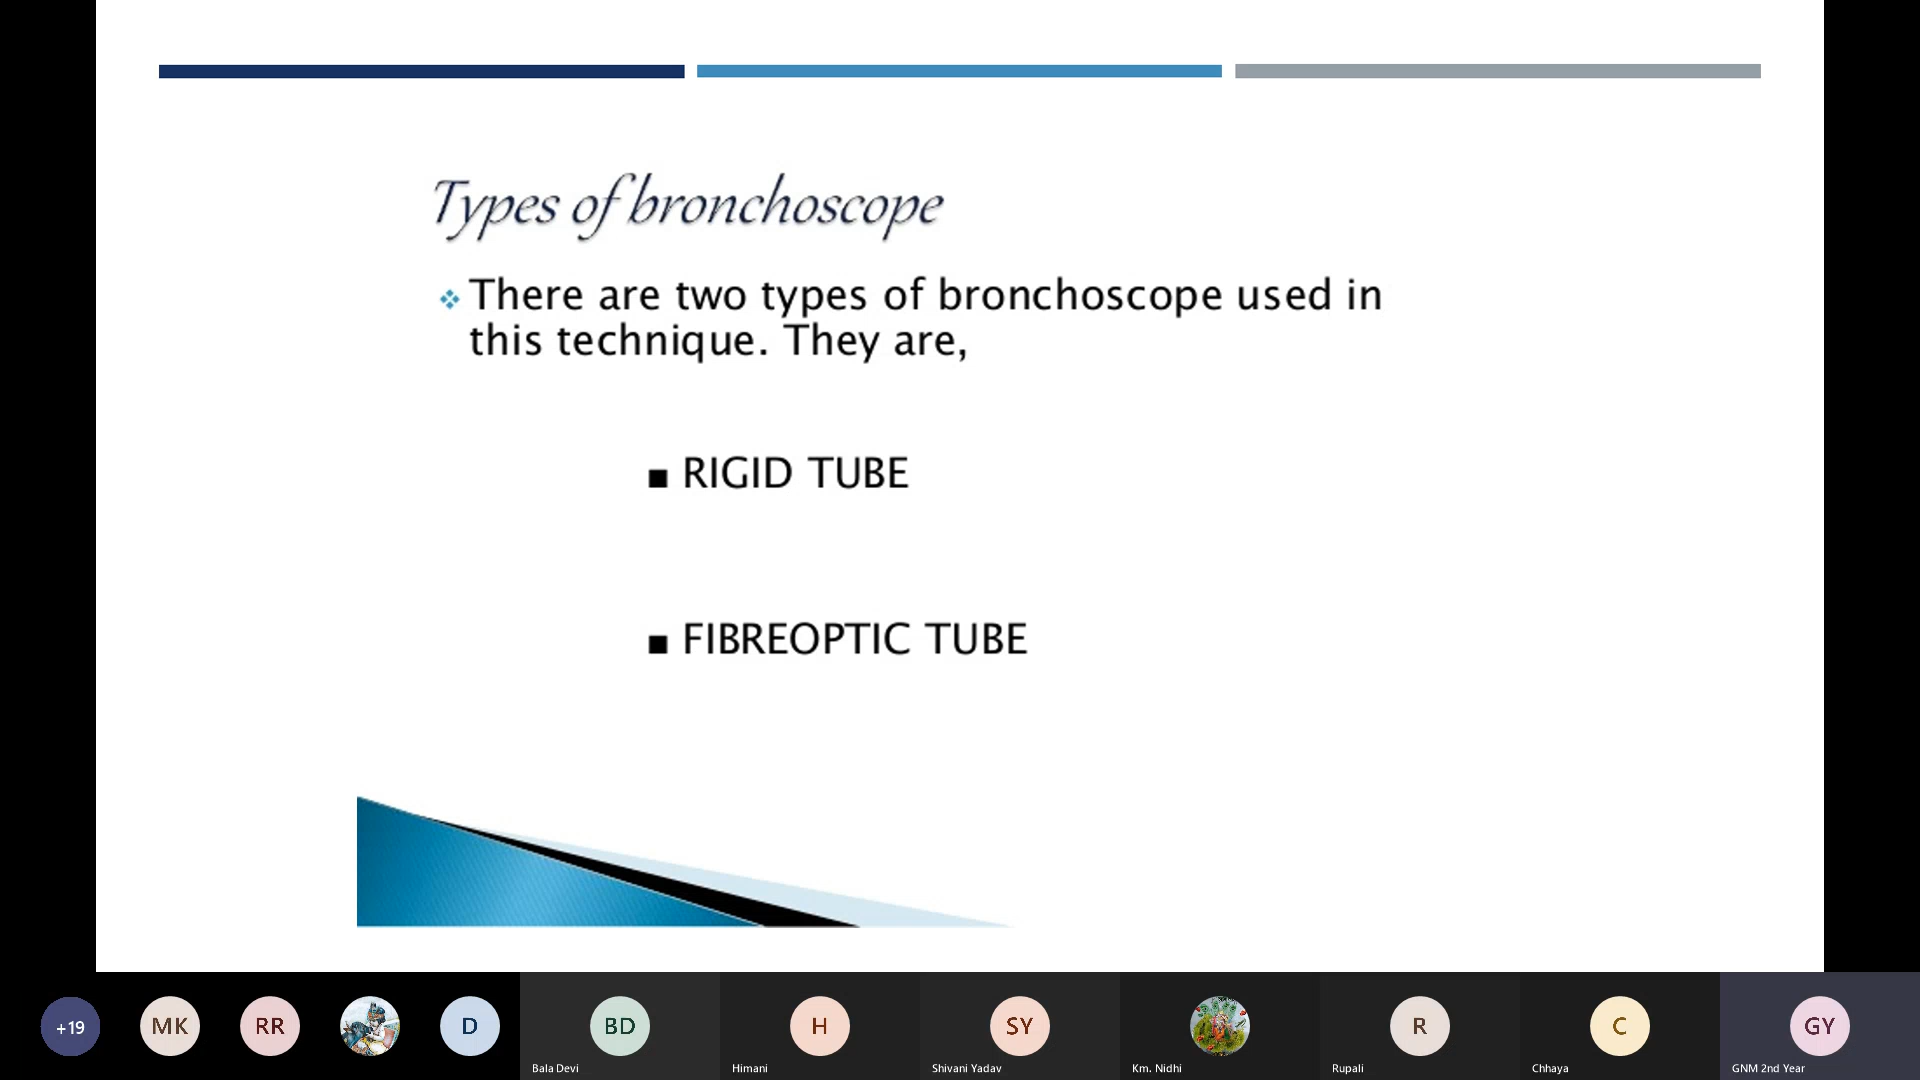 Types of bronchoscope
There are two types of bronchoscope used in
this technique. They are,
RIGID TUBE
FIBREOPTIC TUBE
+19
MK
RR
D
BD
H
SY
R
C
GY
Bala Devi
Himani
Shivani Yadav
Km. Nidhi
Rupali
Chhaya
GNM 2nd Year